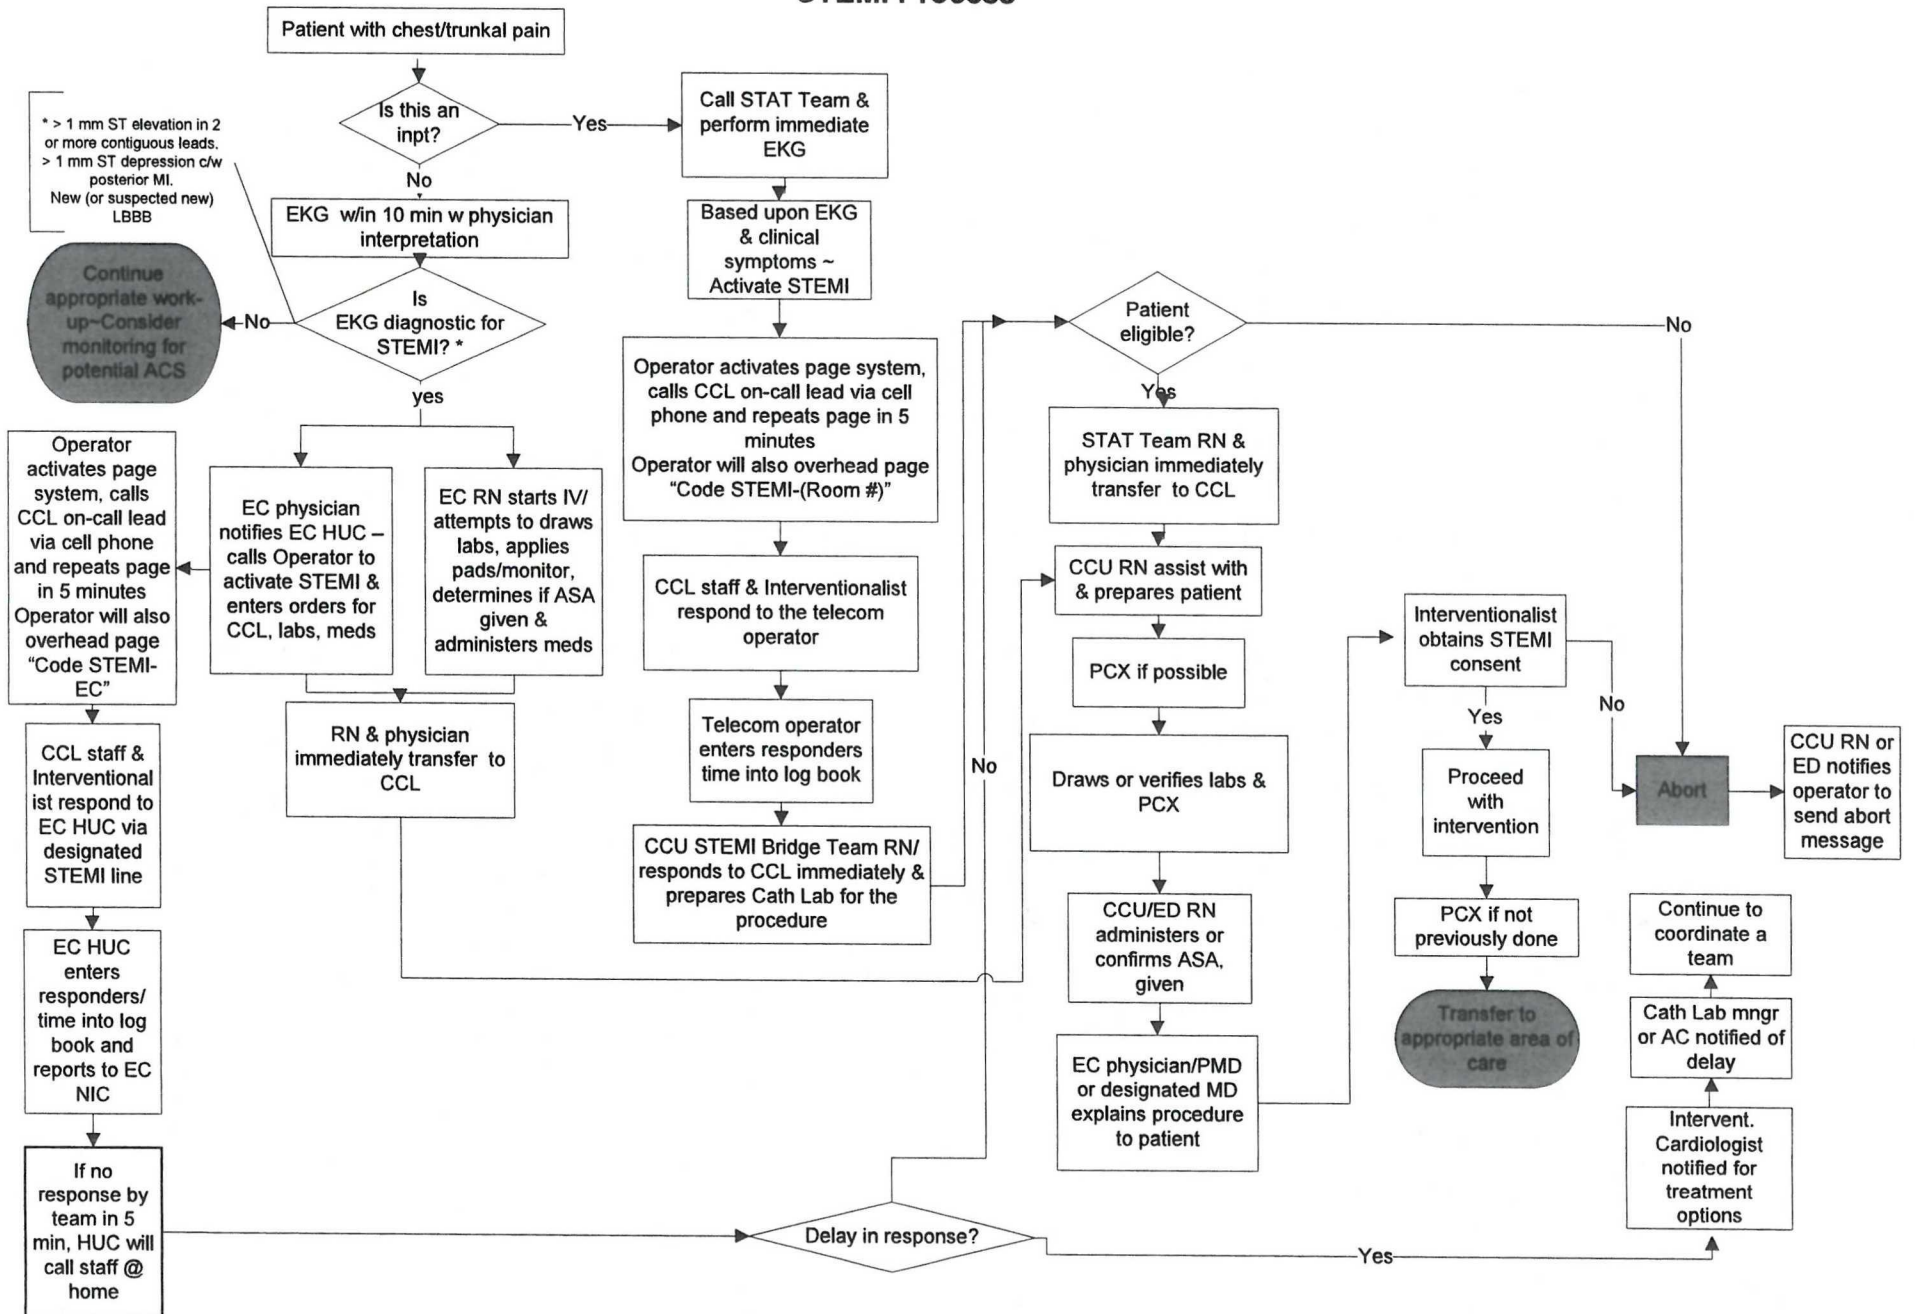 Patient with chest/trunkal pain
Is this an
inpt?
Yes
No
Call STAT Team &
perform immediate
EKG
* > 1 mm ST elevation in 2
or more contiguous leads.
> 1 mm ST depression c/w
posterior MI.
New (or suspected new)
LBBB
EKG w/in 10 min w physician
interpretation
Is
EKG diagnostic for
STEMI? *
No
Continue
appropriate work-
up~Consider
monitoring for
potential ACS
yes
Based upon EKG
& clinical
symptoms ~
Activate STEMI
Operator
activates page
system, calls
CCL on-call lead
via cell phone
and repeats page
in 5 minutes
Operator will also
overhead page
“Code STEMI-
EC”
EC physician
notifies EC HUC –
calls Operator to
activate STEMI &
enters orders for
CCL, labs, meds
EC RN starts IV/
attempts to draws
labs, applies
pads/monitor,
determines if ASA
given &
administers meds
RN & physician
immediately transfer to
CCL
CCL staff &
Interventional
ist respond to
EC HUC via
designated
STEMI line
EC HUC
enters
responders/
time into log
book and
reports to EC
NIC
If no
response by
team in 5
min, HUC will
call staff @
home
Operator activates page system,
calls CCL on-call lead via cell
phone and repeats page in 5
minutes
Operator will also overhead page
“Code STEMI-(Room #)”
CCL staff & Interventionalist
respond to the telecom
operator
Telecom operator
enters responders
time into log book
CCU STEMI Bridge Team RN/
responds to CCL immediately &
prepares Cath Lab for the
procedure
No
Delay in response?
Yes
Patient
eligible?
No
Yes
STAT Team RN &
physician immediately
transfer to CCL
CCU RN assist with
& prepares patient
PCX if possible
Draws or verifies labs &
PCX
CCU/ED RN
administers or
confirms ASA,
given
EC physician/PMD
or designated MD
explains procedure
to patient
Interventionalist
obtains STEMI
consent
No
Yes
Proceed
with
intervention
PCX if not
previously done
Transfer to
appropriate area of
care
Abort
CCU RN or
ED notifies
operator to
send abort
message
Continue to
coordinate a
team
Cath Lab mngr
or AC notified of
delay
Intervent.
Cardiologist
notified for
treatment
options